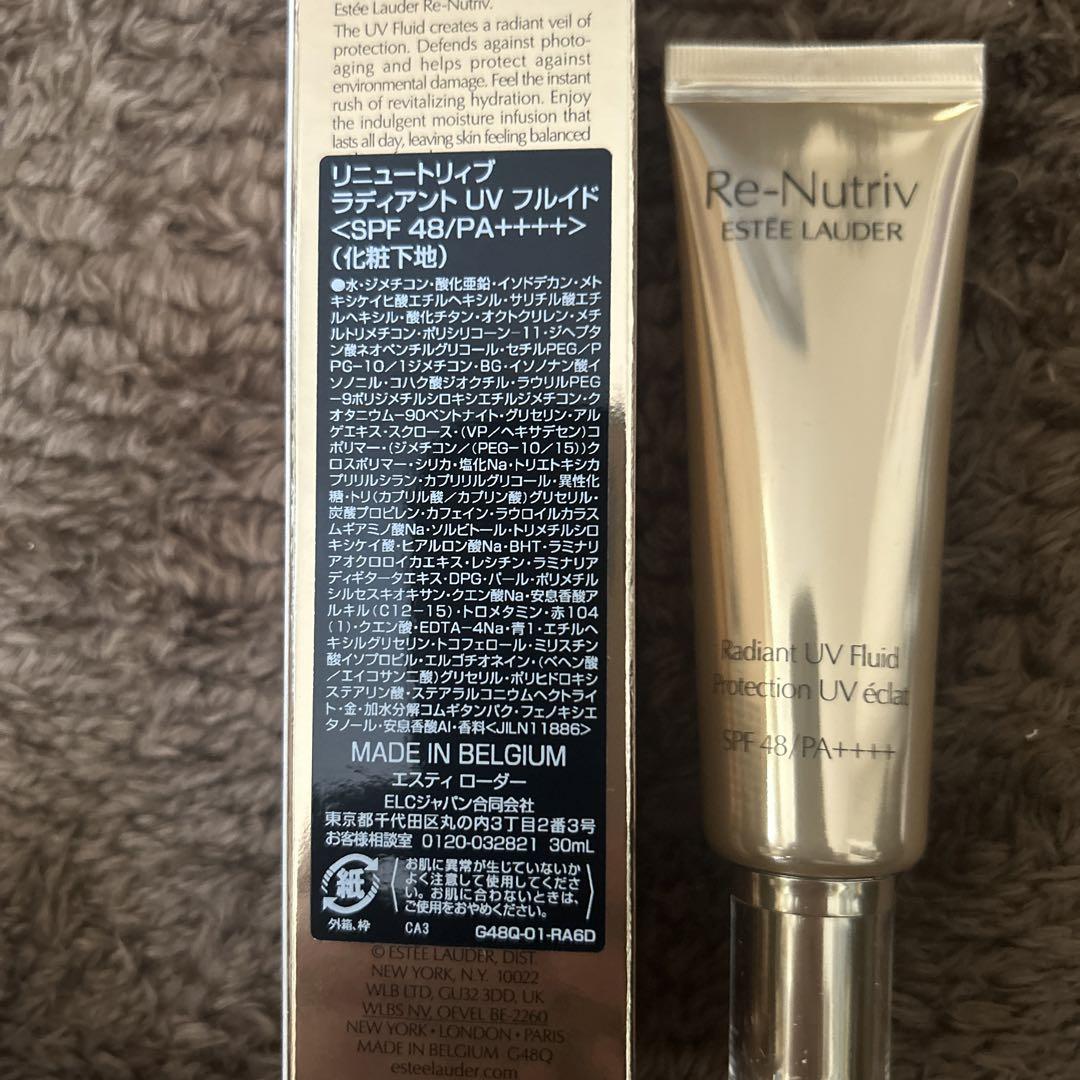 Estée Lauder Re-Nutriv.
The UV Fluid creates a radiant veil of
protection. Defends against photo-
aging and helps protect against
environmental damage. Feel the instant
rush of revitalizing hydration. Enjoy
the indulgent moisture infusion that
lasts all day, leaving skin feeling balanced
リニュートリィブ
ラディアント UV フルイド
<SPF 48/PA++++>
(化粧下地)
●水・ジメチコン・酸化亜鉛・イソドデカン・メト
キシケイヒ酸エチルヘキシル・サリチル酸エチ
ルヘキシル・酸化チタン・オクトクリレン・メチ
ルトリメチコン・ポリシリコーン-11・ジヘプタ
ン酸ネオペンチルグリコール・セチルPEG/P
PG-10/1ジメチコン・BG・イソノナン酸イ
ソノニル・コハク酸ジオクチル・ラウリルPEG
-9ポリジメチルシロキシエチルジメチコン・ク
オタニウム-90ベントナイト・グリセリン・アル
ゲエキス・スクロース・(VP/ヘキサデセン)コ
ポリマー・(ジメチコン/(PEG-10/15))ク
ロスポリマー・シリカ・塩化Na・トリエトキシカ
プリリルシラン・カプリリルグリコール・異性化
糖・トリ(カプリル酸/カプリン酸)グリセリル・
炭酸プロピレン・カフェイン・ラウロイルカラス
ムギアミノ酸Na・ソルビトール・トリメチルシロ
キシケイ酸・ヒアルロン酸Na・BHT・ラミナリ
アオクロロイカエキス・レシチン・ラミナリア
ディギタータエキス・DPG・パール・ポリメチル
シルセスキオキサン・クエン酸Na・安息香酸ア
ルキル(C12-15)・トロメタミン・赤104
(1)・クエン酸・EDTA-4Na・青1・エチルヘ
キシルグリセリン・トコフェロール・ミリスチン
酸イソプロピル・エルゴチオネイン・(ベヘン酸
/エイコサン二酸)グリセリル・ポリヒドロキシ
ステアリン酸・ステアラルコニウムヘクトライ
ト・金・加水分解コムギタンパク・フェノキシエ
タノール・安息香酸Al・香料<JILN11886>
MADE IN BELGIUM
エスティ ローダー
ELCジャパン合同会社
東京都千代田区丸の内3丁目2番3号
お客様相談室 0120-032821 30mL
紙
外箱、枠
お肌に異常が生じていないか
よく注意して使用してくださ
い。お肌に合わないときは、
ご使用をおやめください。
CA3 G48Q-01-RA6D
© ESTÉE LAUDER, DIST.
NEW YORK, N.Y. 10022
WLB LTD, GU32 3DD, UK
WLBS NV, OEVEL BE-2260
NEW YORK • LONDON • PARIS
MADE IN BELGIUM G48Q
esteelauder.com
Re-Nutriv
ESTĒE LAUDER
Radiant UV Fluid
Protection UV éclat
SPF 48/PA++++